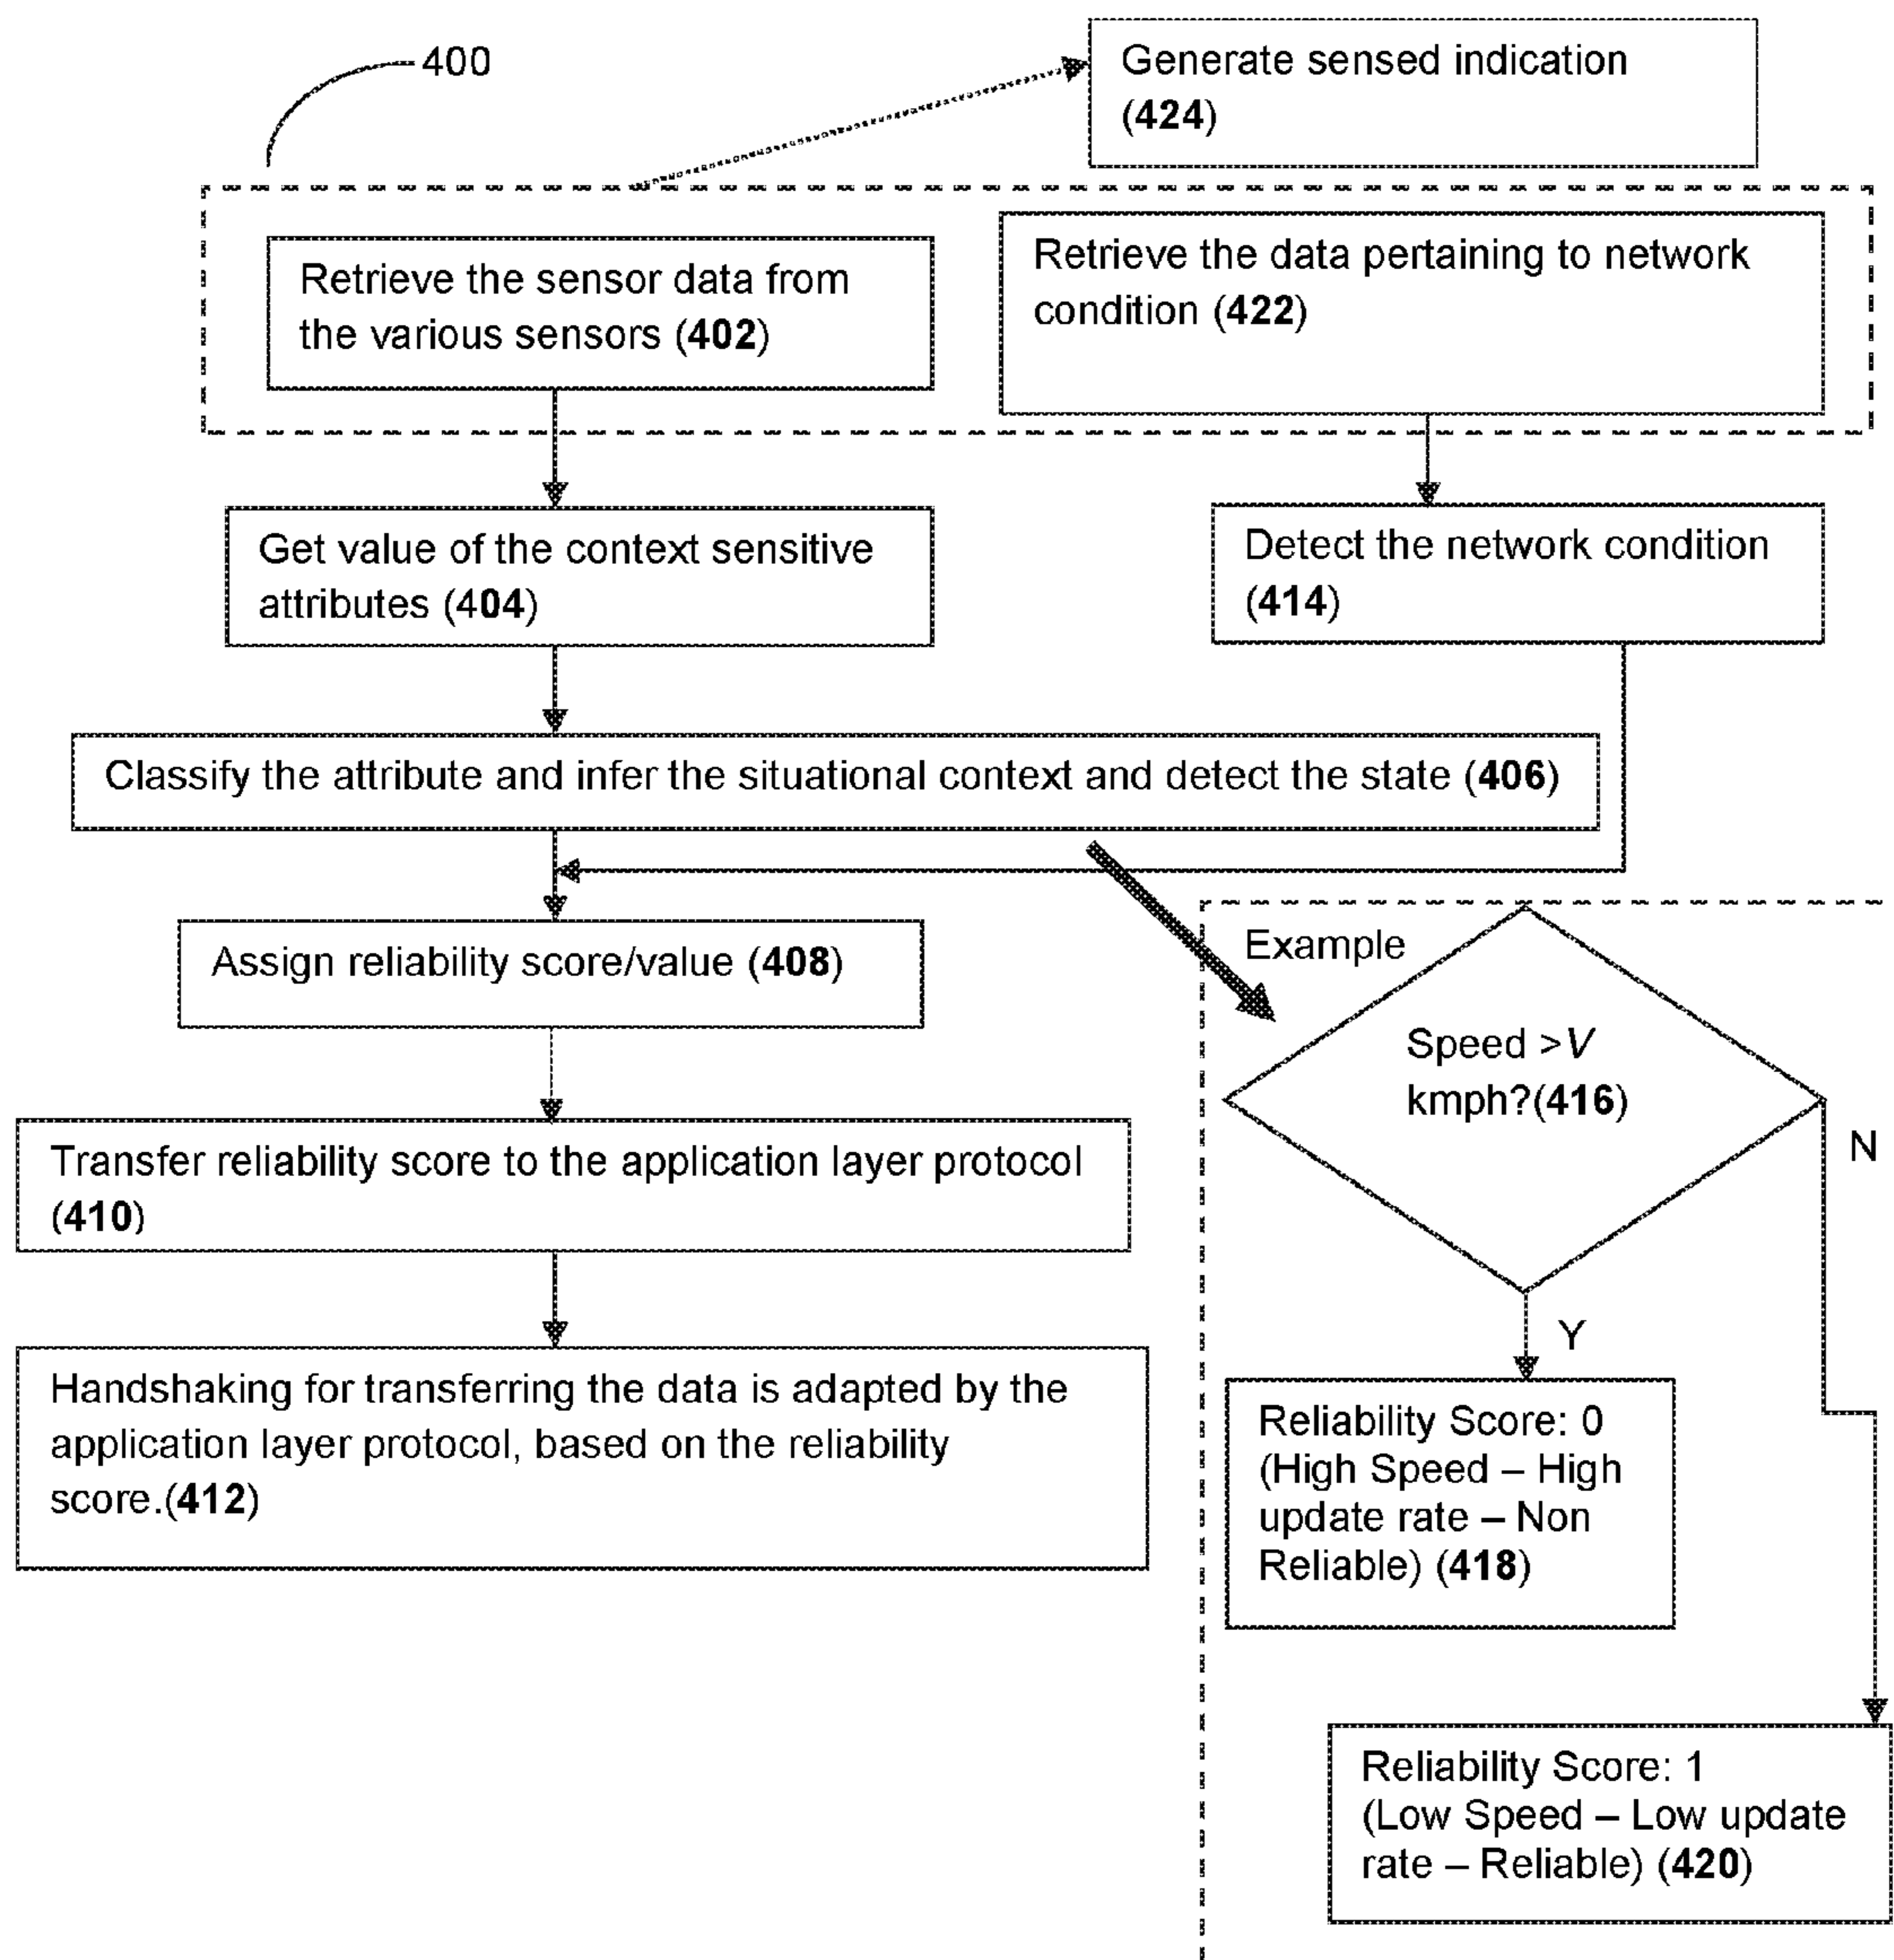 400
Generate sensed indication
(424)
Retrieve the sensor data from
the various sensors (402)
Retrieve the data pertaining to network
condition (422)
Get value of the context sensitive
attributes (404)
Detect the network condition
(414)
Classify the attribute and infer the situational context and detect the state (406)
Assign reliability score/value (408)
Example
Speed >V
kmph?(416)
N
Y
Transfer reliability score to the application layer protocol
(410)
Handshaking for transferring the data is adapted by the
application layer protocol, based on the reliability
score.(412)
Reliability Score: 0
(High Speed – High
update rate – Non
Reliable) (418)
Reliability Score: 1
(Low Speed – Low update
rate – Reliable) (420)